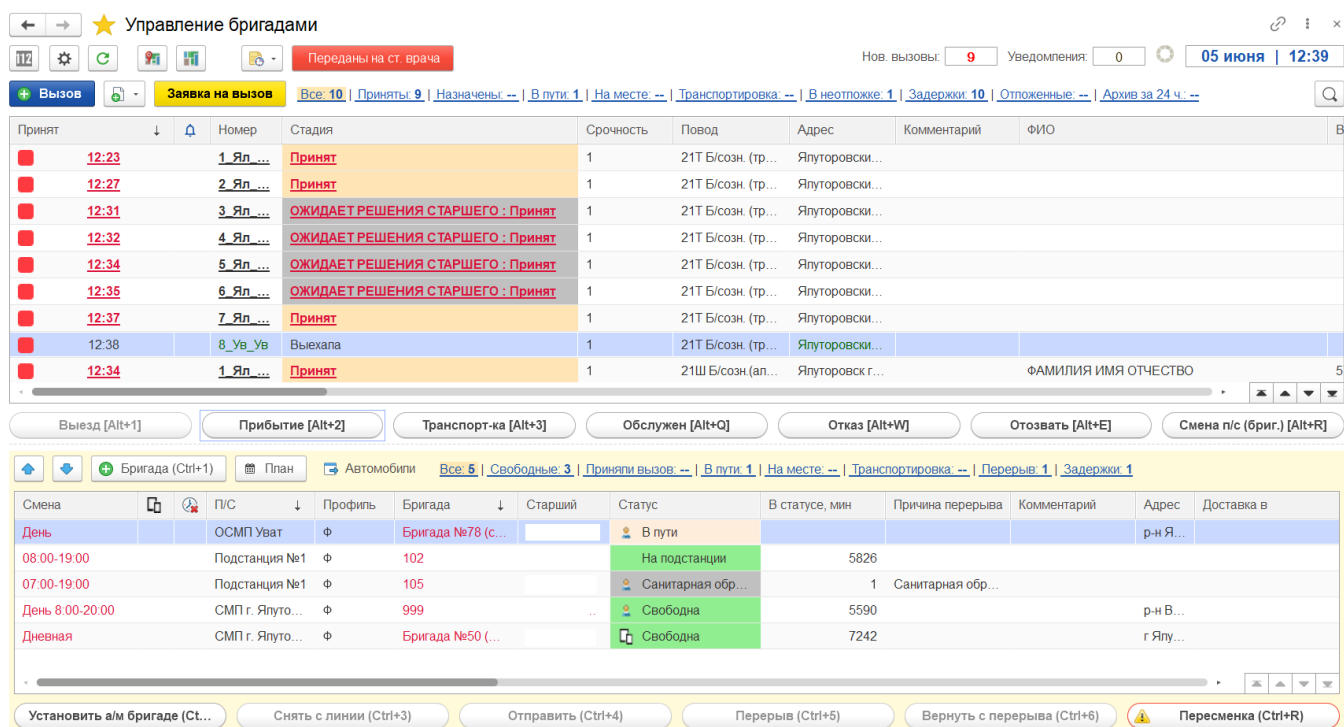 Управление бригадами
112 Переданы на ст. врача Нов. вызовы: 9 Уведомления: 0 05 июня | 12:39
Вызов Заявка на вызов Все: 10 | Приняты: 9 | Назначены: -- | В пути: 1 | На месте: -- | Транспортировка: -- | В неотложке: 1 | Задержки: 10 | Отложенные: -- | Архив за 24 ч.: --
Принят ↓ Номер Стадия Срочность Повод Адрес Комментарий ФИО В
12:23 1_Ял_... Принят 1 21Т Б/созн. (тр... Ялуторовски...
12:27 2_Ял_... Принят 1 21Т Б/созн. (тр... Ялуторовски...
12:31 3_Ял_... ОЖИДАЕТ РЕШЕНИЯ СТАРШЕГО : Принят 1 21Т Б/созн. (тр... Ялуторовски...
12:32 4_Ял_... ОЖИДАЕТ РЕШЕНИЯ СТАРШЕГО : Принят 1 21Т Б/созн. (тр... Ялуторовски...
12:34 5_Ял_... ОЖИДАЕТ РЕШЕНИЯ СТАРШЕГО : Принят 1 21Т Б/созн. (тр... Ялуторовски...
12:35 6_Ял_... ОЖИДАЕТ РЕШЕНИЯ СТАРШЕГО : Принят 1 21Т Б/созн. (тр... Ялуторовски...
12:37 7_Ял_... Принят 1 21Т Б/созн. (тр... Ялуторовски...
12:38 8_Ув_Ув Выехала 1 21Т Б/созн. (тр... Ялуторовски...
12:34 1_Ял_... Принят 1 21Ш Б/созн.(ал... Ялуторовск г... ФАМИЛИЯ ИМЯ ОТЧЕСТВО 5
Выезд [Alt+1] Прибытие [Alt+2] Транспорт-ка [Alt+3] Обслужен [Alt+Q] Отказ [Alt+W] Отозвать [Alt+E] Смена п/с (бриг.) [Alt+R]
Бригада (Ctrl+1) План Автомобили Все: 5 | Свободные: 3 | Приняли вызов: -- | В пути: 1 | На месте: -- | Транспортировка: -- | Перерыв: 1 | Задержки: 1
Смена П/С ↓ Профиль Бригада ↓ Старший Статус В статусе, мин Причина перерыва Комментарий Адрес Доставка в
День ОСМП Уват Ф Бригада №78 (с... В пути р-н Я...
08:00-19:00 Подстанция №1 Ф 102 На подстанции 5826
07:00-19:00 Подстанция №1 Ф 105 Санитарная обр... 1 Санитарная обр...
День 8:00-20:00 СМП г. Ялуто... Ф 999 .. Свободна 5590 р-н В...
Дневная СМП г. Ялуто... Ф Бригада №50 (... Свободна 7242 г Ялу...
Установить а/м бригаде (Ct... Снять с линии (Ctrl+3) Отправить (Ctrl+4) Перерыв (Ctrl+5) Вернуть с перерыва (Ctrl+6) Пересменка (Ctrl+R)